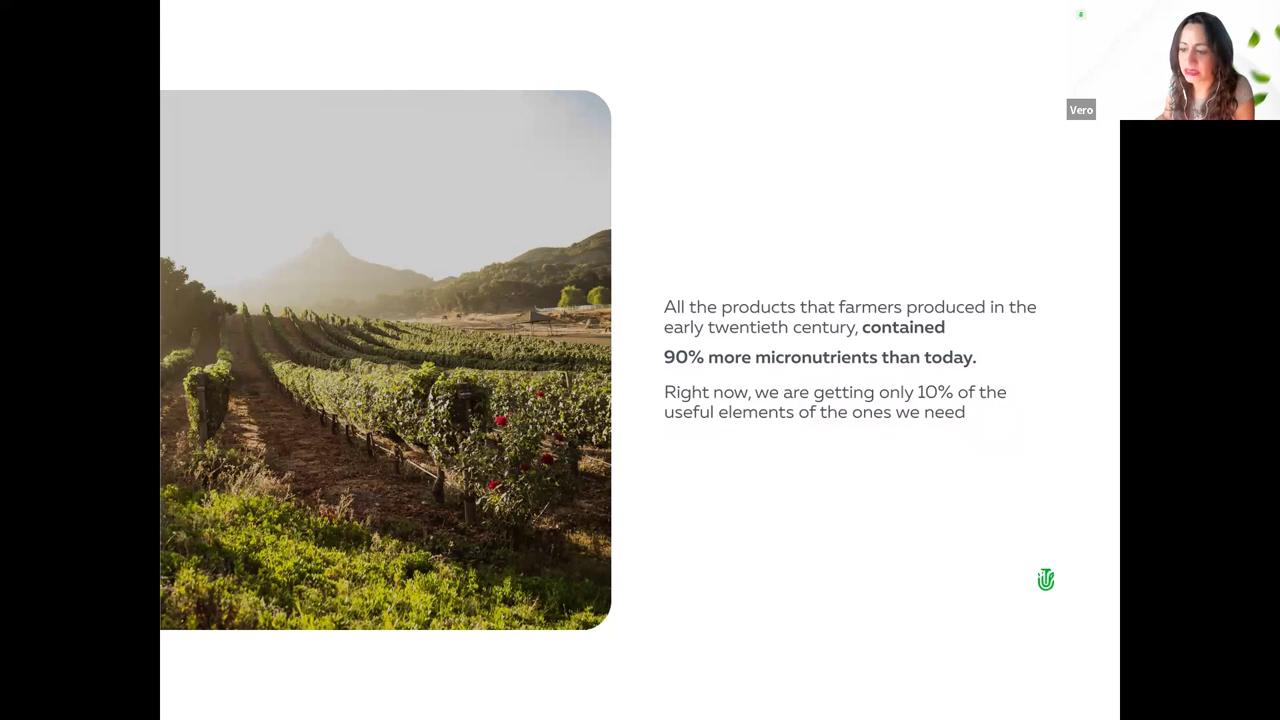 Vero
All the products that farmers produced in the
early twentieth century, contained
90% more micronutrients than today.
Right now, we are getting only 10% of the
useful elements of the ones we need